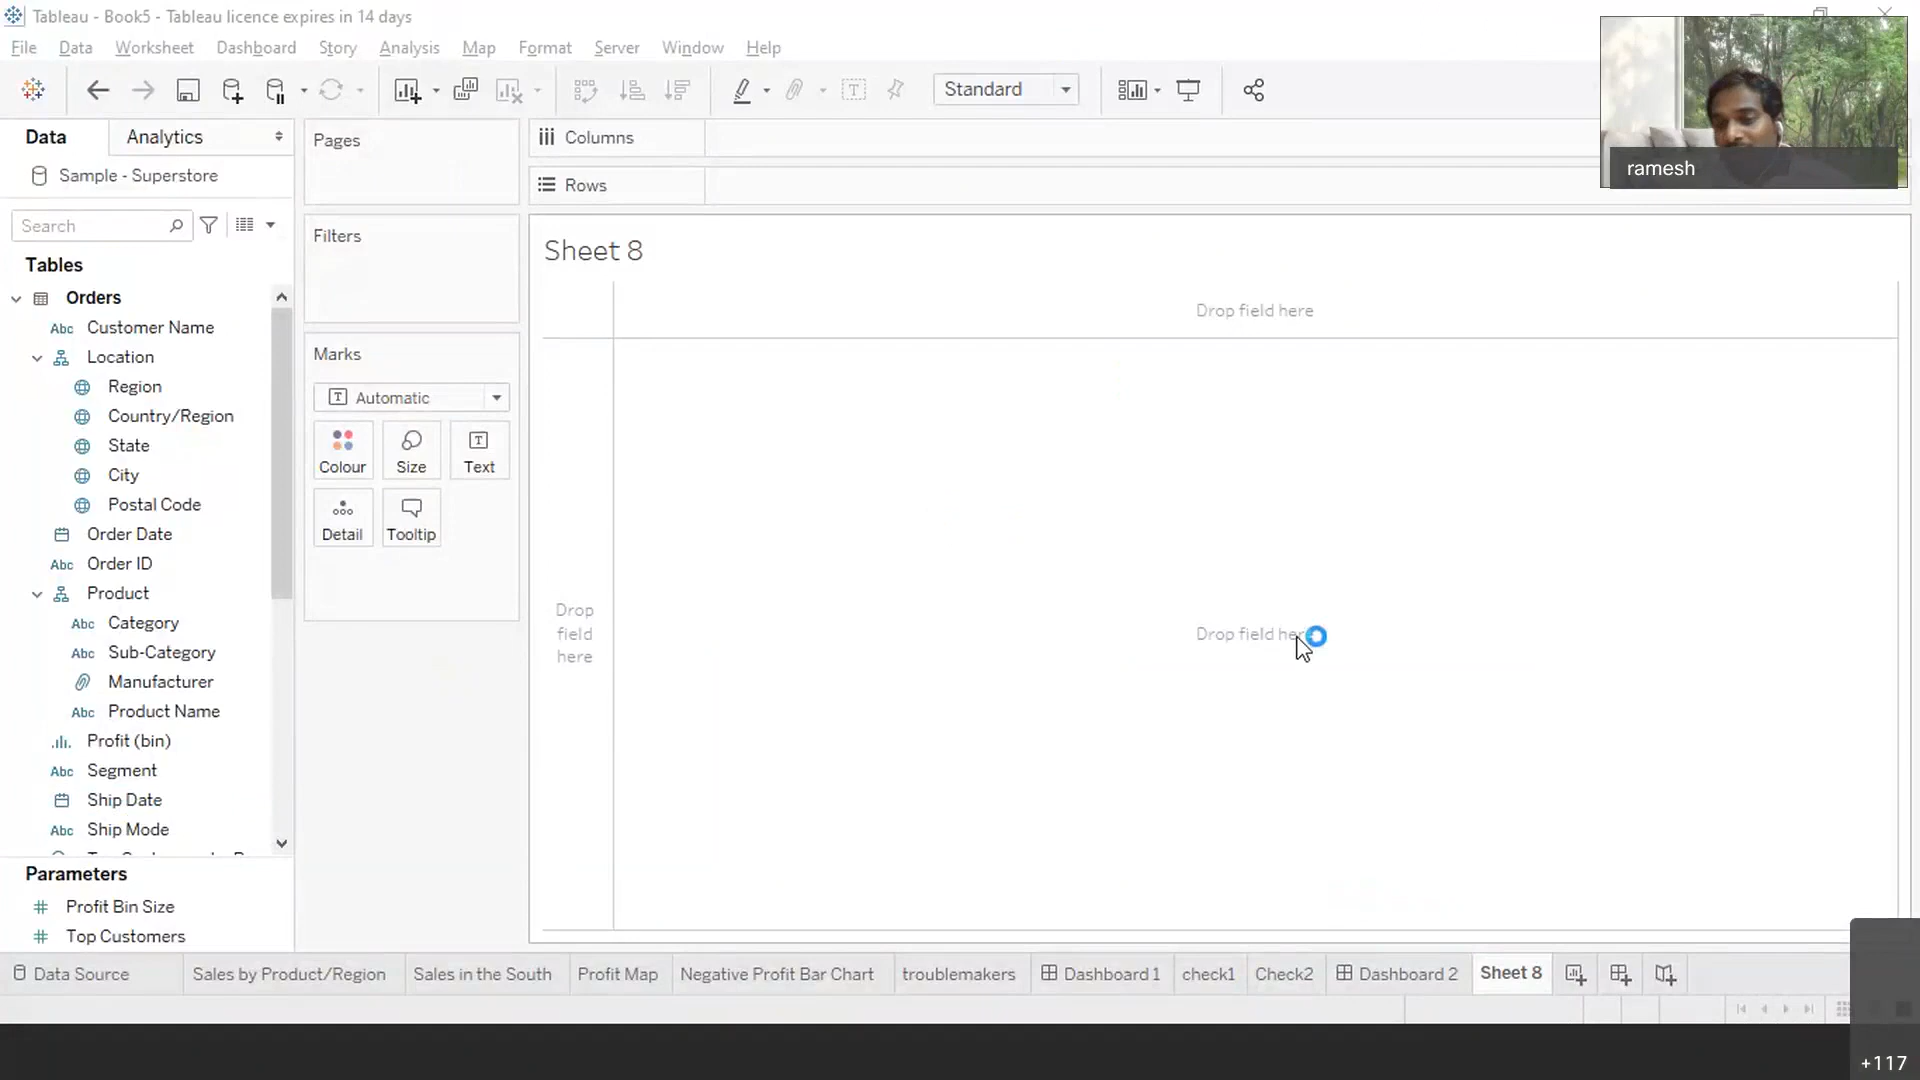 Tableau - Book5 - Tableau licence expires in 14 days
File Data Worksheet Dashboard Story Analysis Map Format Server Window Help
Standard
ramesh
Data Analytics
Sample - Superstore
Search
Tables
Orders
Abc Customer Name
Location
Region
Country/Region
State
City
Postal Code
Order Date
Abc Order ID
Product
Abc Category
Abc Sub-Category
Manufacturer
Abc Product Name
Profit (bin)
Abc Segment
Ship Date
Abc Ship Mode
Parameters
# Profit Bin Size
# Top Customers
Pages
Filters
Marks
T Automatic
Colour Size Text
Detail Tooltip
Columns
Rows
Sheet 8
Drop field here
Drop
field
here
Drop field here
Data Source Sales by Product/Region Sales in the South Profit Map Negative Profit Bar Chart troublemakers Dashboard 1 check1 Check2 Dashboard 2 Sheet 8
+117